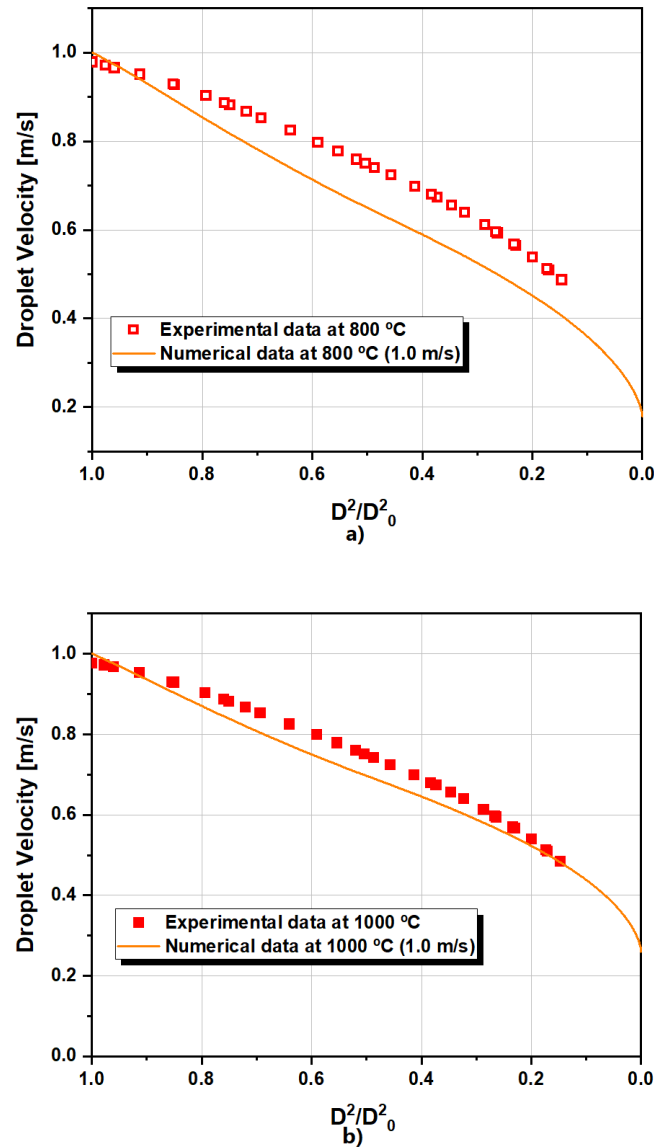 1.0
0.8
0.6
0.4
0.2
Droplet Velocity [m/s]
Experimental data at 800 ºC
Numerical data at 800 ºC (1.0 m/s)
1.0 0.8 0.6 0.4 0.2 0.0
D²/D²₀
a)
1.0
0.8
0.6
0.4
0.2
0.0
Droplet Velocity [m/s]
Experimental data at 1000 ºC
Numerical data at 1000 ºC (1.0 m/s)
1.0 0.8 0.6 0.4 0.2 0.0
D²/D²₀
b)